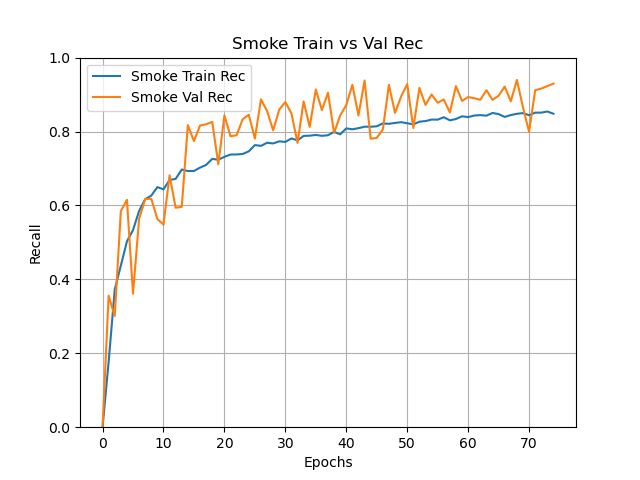 Smoke Train vs Val Rec
Smoke Train Rec
Smoke Val Rec
1.0
0.8
0.6
0.4
0.2
0.0
Recall
0 10 20 30 40 50 60 70
Epochs